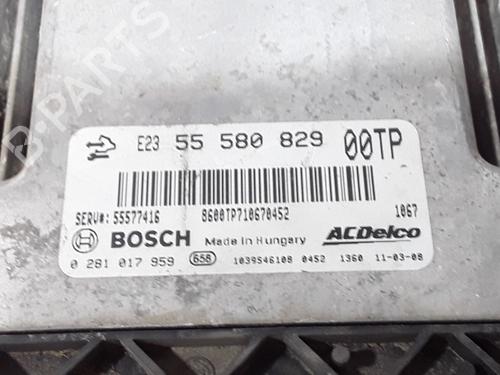 B-PARTS
E23 55 580 829 00TP
SERV#: 55577416 8600TP710670452 1067
BOSCH Made in Hungary ACDelco
0 281 017 959 658 1039S46108 0452 1360 11-03-08